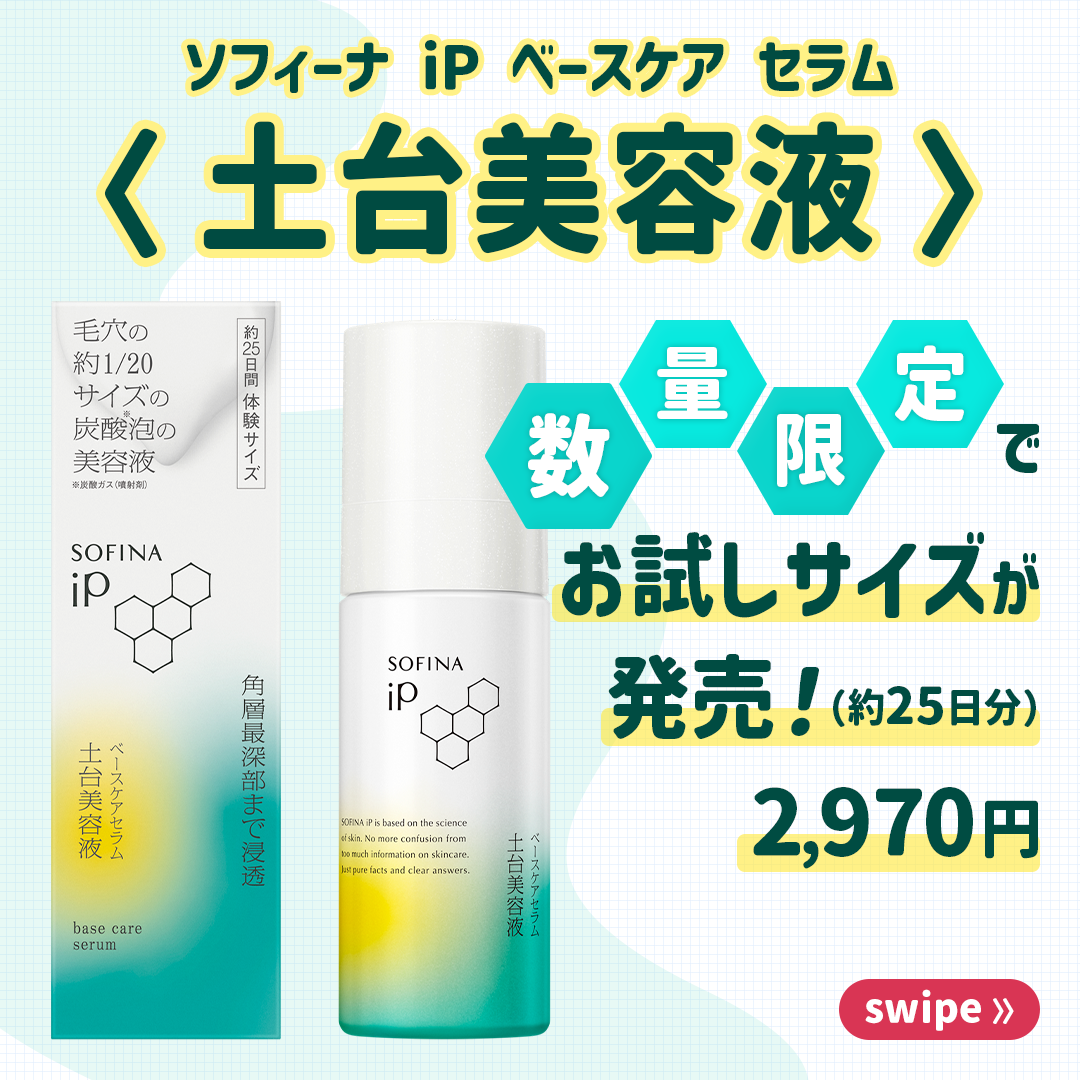 ソフィーナ iP ベースケア セラム
〈土台美容液〉
毛穴の
約1/20
サイズの
炭酸※泡の
美容液
※炭酸ガス(噴射剤)
約25日間 体験サイズ
SOFINA
iP
角層最深部まで浸透
ベースケアセラム
土台美容液
base care
serum
SOFINA
iP
SOFINA iP is based on the science
of skin. No more confusion from
too much information on skincare.
Just pure facts and clear answers.
ベースケアセラム
土台美容液
数量限定で
お試しサイズが
発売!(約25日分)
2,970円
swipe »